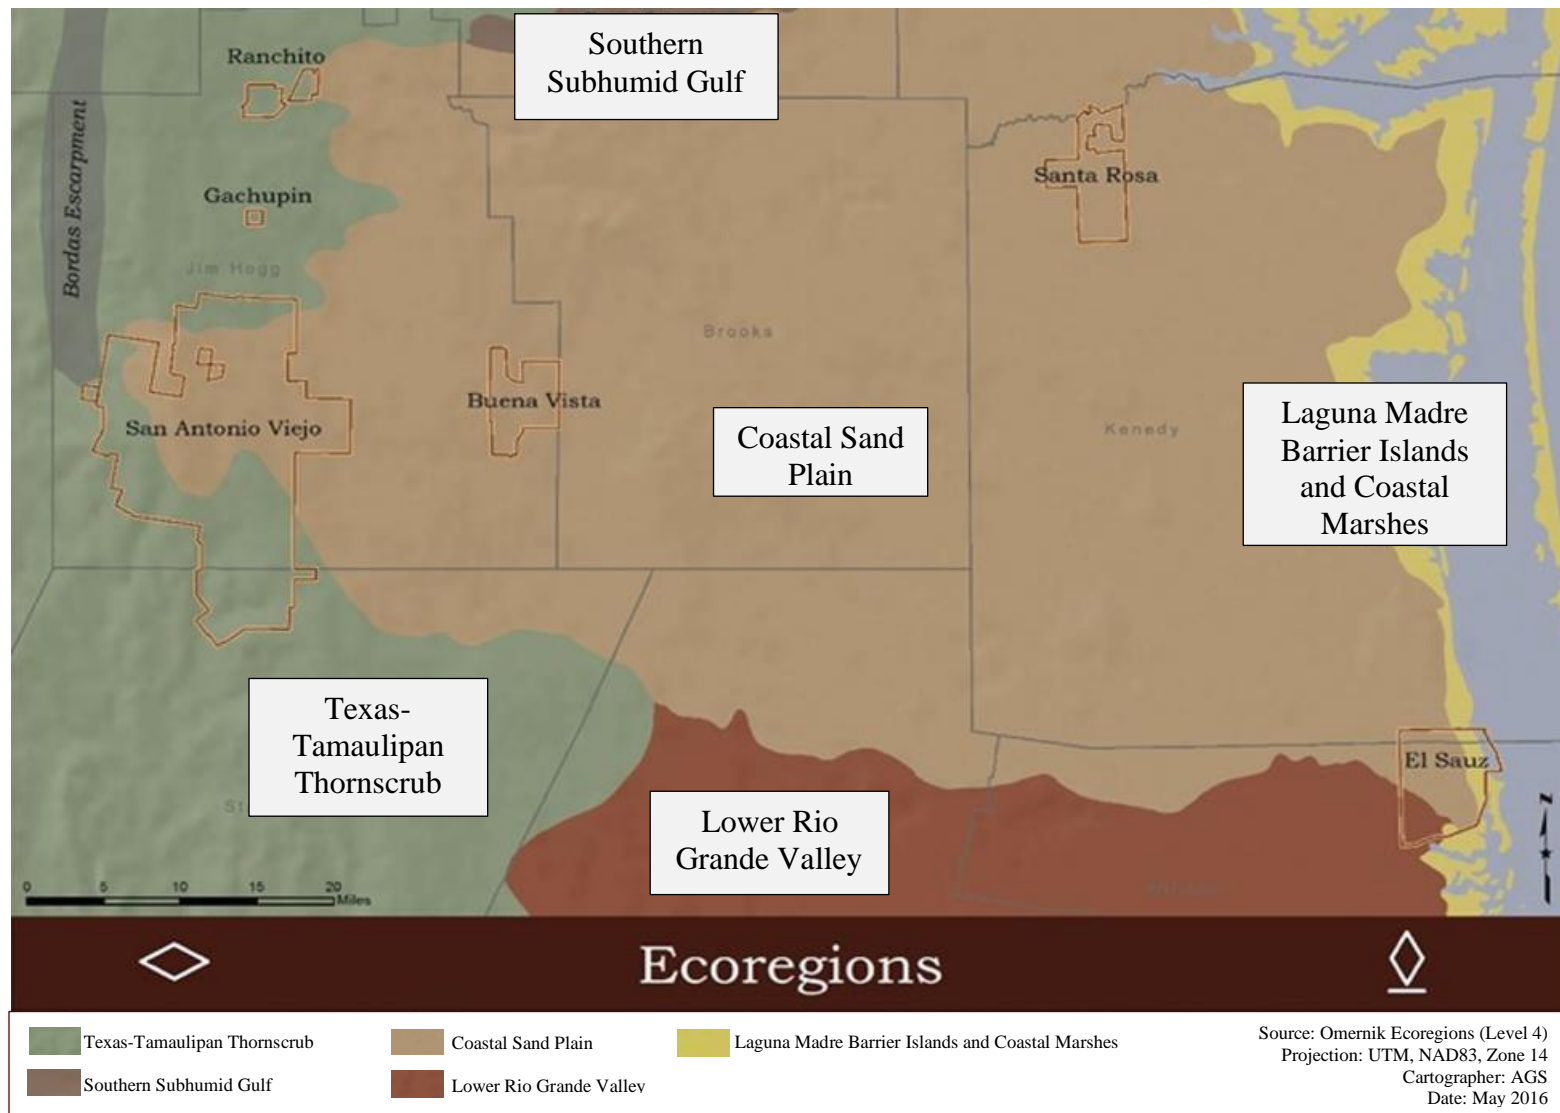 Southern
Subhumid Gulf
Ranchito
Bordas Escarpment
Santa Rosa
Gachupin
Jim Hogg
Brooks
Buena Vista
San Antonio Viejo
Coastal Sand
Plain
Kenedy
Laguna Madre
Barrier Islands
and Coastal
Marshes
Texas-
Tamaulipan
Thornscrub
El Sauz
Lower Rio
Grande Valley
St
0 5 10 15 20
Miles
N
Ecoregions
Texas-Tamaulipan Thornscrub
Southern Subhumid Gulf
Coastal Sand Plain
Lower Rio Grande Valley
Laguna Madre Barrier Islands and Coastal Marshes
Source: Omernik Ecoregions (Level 4)
Projection: UTM, NAD83, Zone 14
Cartographer: AGS
Date: May 2016